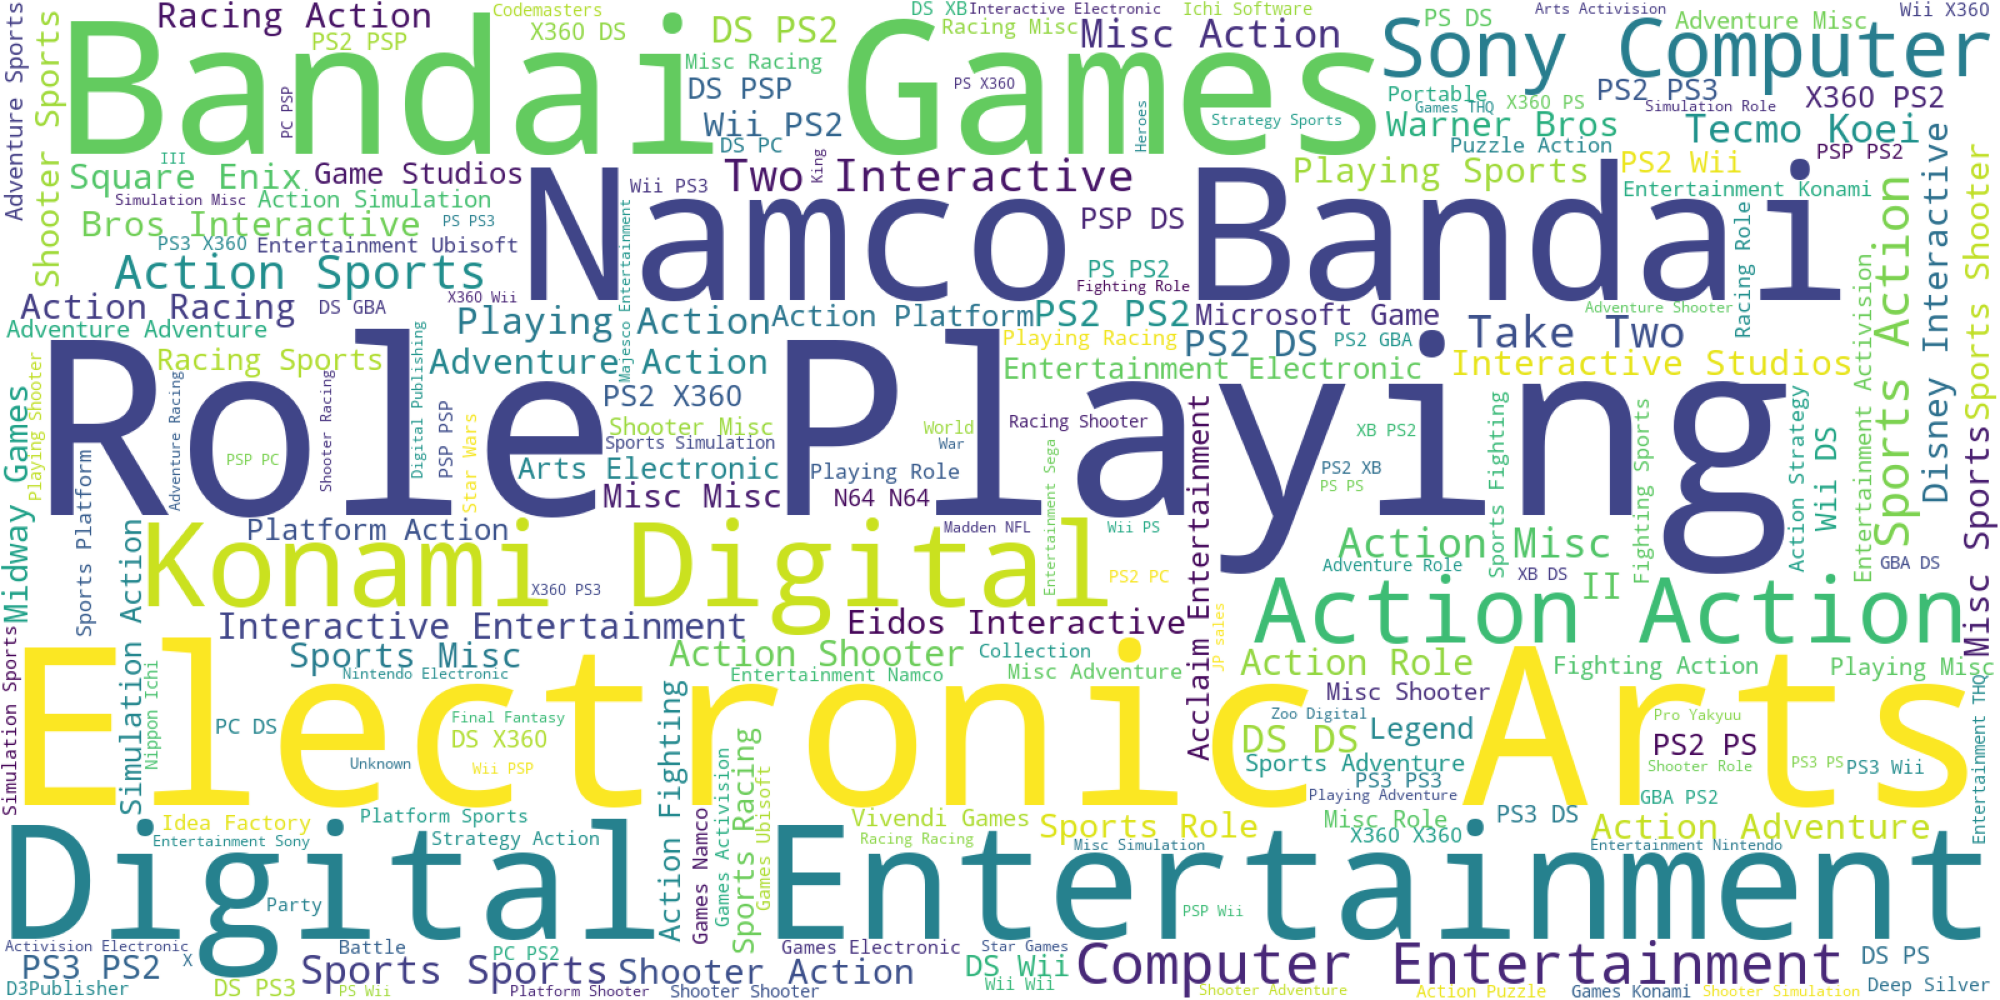 Racing Action
Codemasters
DS XB
Interactive Electronic
Ichi Software
Arts Activision
Wii X360
PS2 PSP
X360 DS
DS PS2
Racing Misc
Misc Action
PS DS
Adventure Misc
Adventure Sports
Shooter Sports
Bandai Games
Sony Computer
Misc Racing
PC PSP
DS PSP
PS X360
Portable
PS2 PS3
X360 PS2
Games THQ
X360 PS
Simulation Role
Wii PS2
Heroes
Strategy Sports
Warner Bros
Tecmo Koei
DS PC
Puzzle Action
PSP PS2
III
Square Enix
Game Studios
Wii PS3
Two Interactive
King
Playing Sports
PS2 Wii
Entertainment Konami
Simulation Misc
Action Simulation
Namco Bandai
Bros Interactive
PS PS3
PSP DS
PS3 X360
Entertainment Ubisoft
Majesco Entertainment
Racing Role
Disney Interactive
Sports Action
Sports Shooter
Action Sports
PS PS2
Fighting Role
Action Racing
DS GBA
X360 Wii
Adventure Shooter
Entertainment Activision
Adventure Adventure
Playing Action
Action Platform
PS2 PS2
Microsoft Game
Take Two
Racing Sports
Digital Publishing
Adventure Action
Playing Racing
PS2 DS
PS2 GBA
Entertainment Electronic
Interactive Studios
Role Playing
Midway Games
Playing Shooter
Adventure Racing
Shooter Racing
PSP PSP
Star Wars
PS2 X360
Shooter Misc
World
Racing Shooter
Sports Simulation
War
XB PS2
PSP PC
Arts Electronic
Playing Role
PS2 XB
PS PS
Misc Misc
N64 N64
Entertainment Sega
Acclaim Entertainment
Sports Fighting
Fighting Sports
Action Strategy
Wii DS
Misc Sports
Sports Platform
Simulation Action
Platform Action
Madden NFL
Wii PS
Action Misc
Adventure Role
XB DS
II
GBA DS
Konami Digital
X360 PS3
PS2 PC
Action Action
Interactive Entertainment
Eidos Interactive
JP sales
Simulation Sports
Nippon Ichi
Sports Misc
Action Shooter
Collection
Action Role
Fighting Action
Playing Misc
Nintendo Electronic
Entertainment Namco
Misc Adventure
Misc Shooter
Electronic Arts
PC DS
Final Fantasy
DS X360
Action Fighting
Sports Racing
Games Activision
Games Ubisoft
Games Namco
Zoo Digital
Legend
Pro Yakyuu
DS DS
PS2 PS
Unknown
Wii PSP
Sports Adventure
Shooter Role
PS3 PS
PS3 Wii
PS3 PS3
Playing Adventure
GBA PS2
Entertainment THQ
Idea Factory
Platform Sports
Vivendi Games
Sports Role
Misc Role
PS3 DS
Action Adventure
Entertainment Sony
Strategy Action
Racing Racing
Misc Simulation
X360 X360
Entertainment Nintendo
Digital Entertainment
Party
PSP Wii
Activision Electronic
Battle
PC PS2
Games Electronic
Star Games
PS3 PS2
X
Sports Sports
Shooter Action
DS Wii
Computer Entertainment
DS PS
D3Publisher
DS PS3
PS Wii
Platform Shooter
Shooter Shooter
Wii Wii
Shooter Adventure
Action Puzzle
Games Konami
Shooter Simulation
Deep Silver